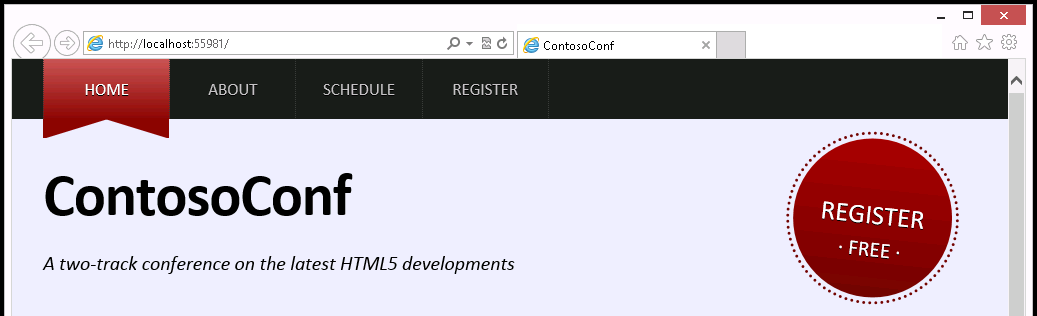 http://localhost:55981/
ContosoConf
HOME
ABOUT
SCHEDULE
REGISTER
ContosoConf
A two-track conference on the latest HTML5 developments
REGISTER
· FREE ·